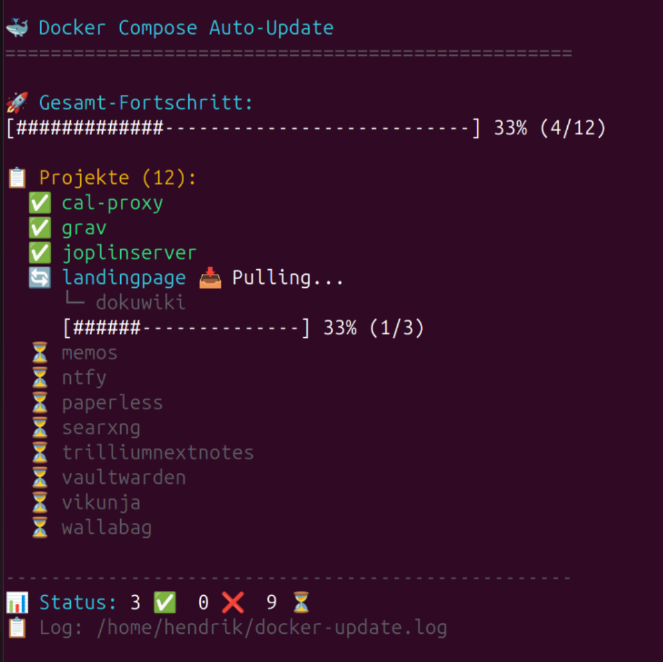 🐳 Docker Compose Auto-Update
==================================================
🚀 Gesamt-Fortschritt:
[#############---------------------------] 33% (4/12)
📋 Projekte (12):
✅ cal-proxy
✅ grav
✅ joplinserver
🔄 landingpage 📥 Pulling...
└─ dokuwiki
[######--------------] 33% (1/3)
⏳ memos
⏳ ntfy
⏳ paperless
⏳ searxng
⏳ trilliumnextnotes
⏳ vaultwarden
⏳ vikunja
⏳ wallabag
--------------------------------------------------
📊 Status: 3 ✅ 0 ❌ 9 ⏳
📋 Log: /home/hendrik/docker-update.log